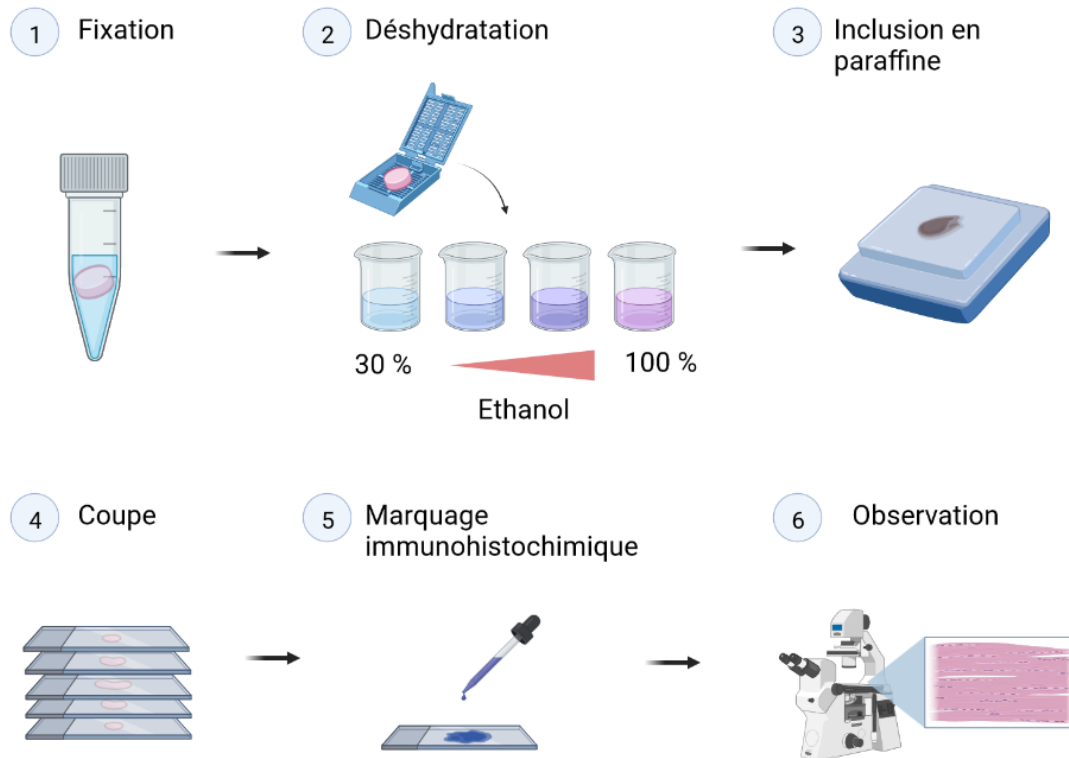 1 Fixation
2 Déshydratation
3 Inclusion en
paraffine
30 %
100 %
Ethanol
4 Coupe
5 Marquage
immunohistochimique
6 Observation